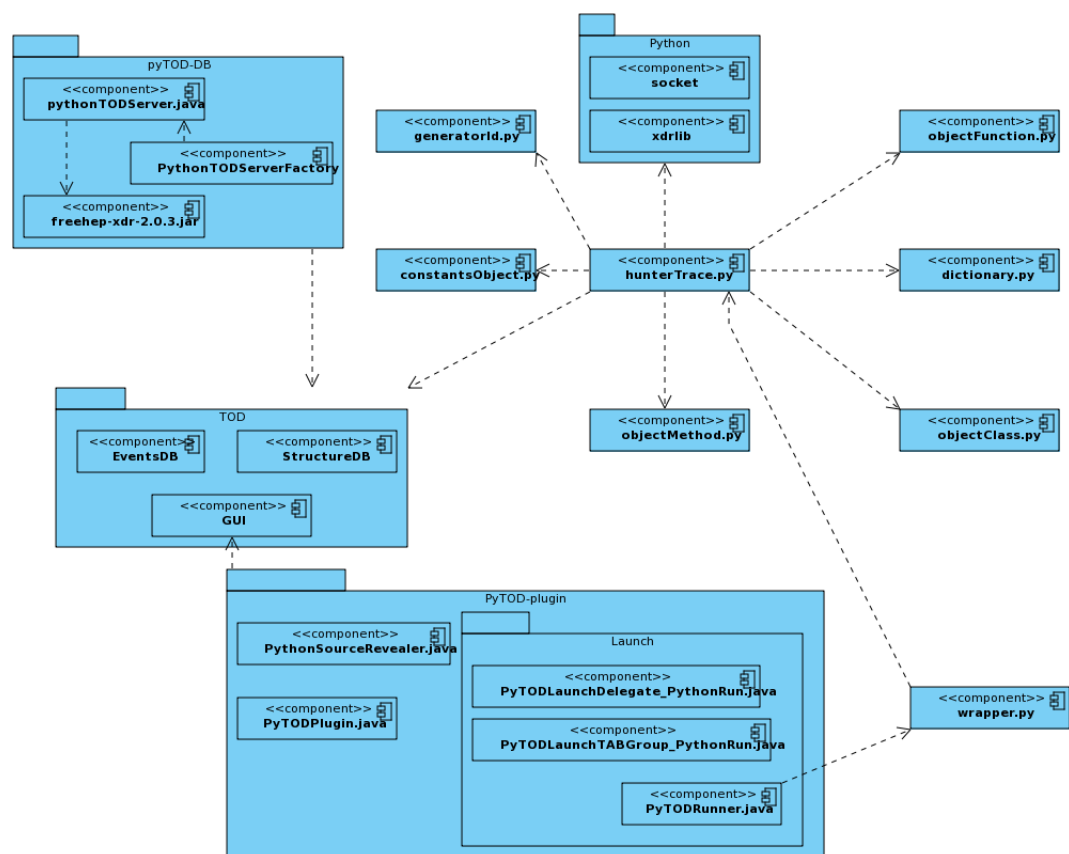 pyTOD-DB
<<component>>
pythonTODServer.java
<<component>>
PythonTODServerFactory
<<component>>
freehep-xdr-2.0.3.jar
Python
<<component>>
socket
<<component>>
xdrlib
<<component>>
generatorId.py
<<component>>
objectFunction.py
<<component>>
constantsObject.py
<<component>>
hunterTrace.py
<<component>>
dictionary.py
<<component>>
objectMethod.py
<<component>>
objectClass.py
TOD
<<component>>
EventsDB
<<component>>
StructureDB
<<component>>
GUI
PyTOD-plugin
<<component>>
PythonSourceRevealer.java
<<component>>
PyTODPlugin.java
Launch
<<component>>
PyTODLaunchDelegate_PythonRun.java
<<component>>
PyTODLaunchTABGroup_PythonRun.java
<<component>>
PyTODRunner.java
<<component>>
wrapper.py